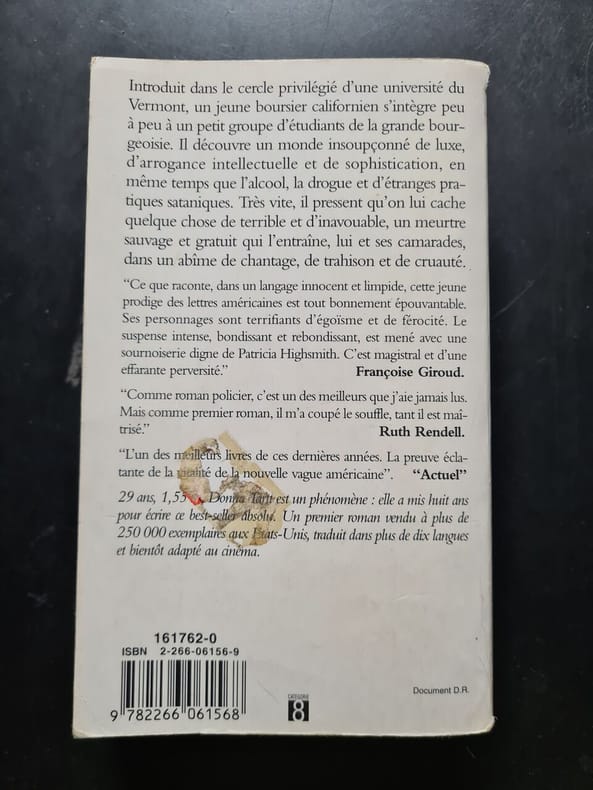 Introduit dans le cercle privilégié d'une université du
Vermont, un jeune boursier californien s'intègre peu
à peu à un petit groupe d'étudiants de la grande bour-
geoisie. Il découvre un monde insoupçonné de luxe,
d'arrogance intellectuelle et de sophistication, en
même temps que l'alcool, la drogue et d'étranges pra-
tiques sataniques. Très vite, il pressent qu'on lui cache
quelque chose de terrible et d'inavouable, un meurtre
sauvage et gratuit qui l'entraîne, lui et ses camarades,
dans un abîme de chantage, de trahison et de cruauté.
"Ce que raconte, dans un langage innocent et limpide, cette jeune
prodige des lettres américaines est tout bonnement épouvantable.
Ses personnages sont terrifiants d'égoïsme et de férocité. Le
suspense intense, bondissant et rebondissant, est mené avec une
sournoiserie digne de Patricia Highsmith. C'est magistral et d'une
effarante perversité." Françoise Giroud.
"Comme roman policier, c'est un des meilleurs que j'aie jamais lus.
Mais comme premier roman, il m'a coupé le souffle, tant il est maî-
trisé." Ruth Rendell.
"L'un des meilleurs livres de ces dernières années. La preuve écla-
tante de la vitalité de la nouvelle vague américaine". "Actuel"
29 ans, 1,55 Donna Tartt est un phénomène : elle a mis huit ans
pour écrire ce best-seller absolu. Un premier roman vendu à plus de
250 000 exemplaires aux États-Unis, traduit dans plus de dix langues
et bientôt adapté au cinéma.
161762-0
ISBN 2-266-06156-9
9 782266 061568
CATÉGORIE
8
Document D.R.